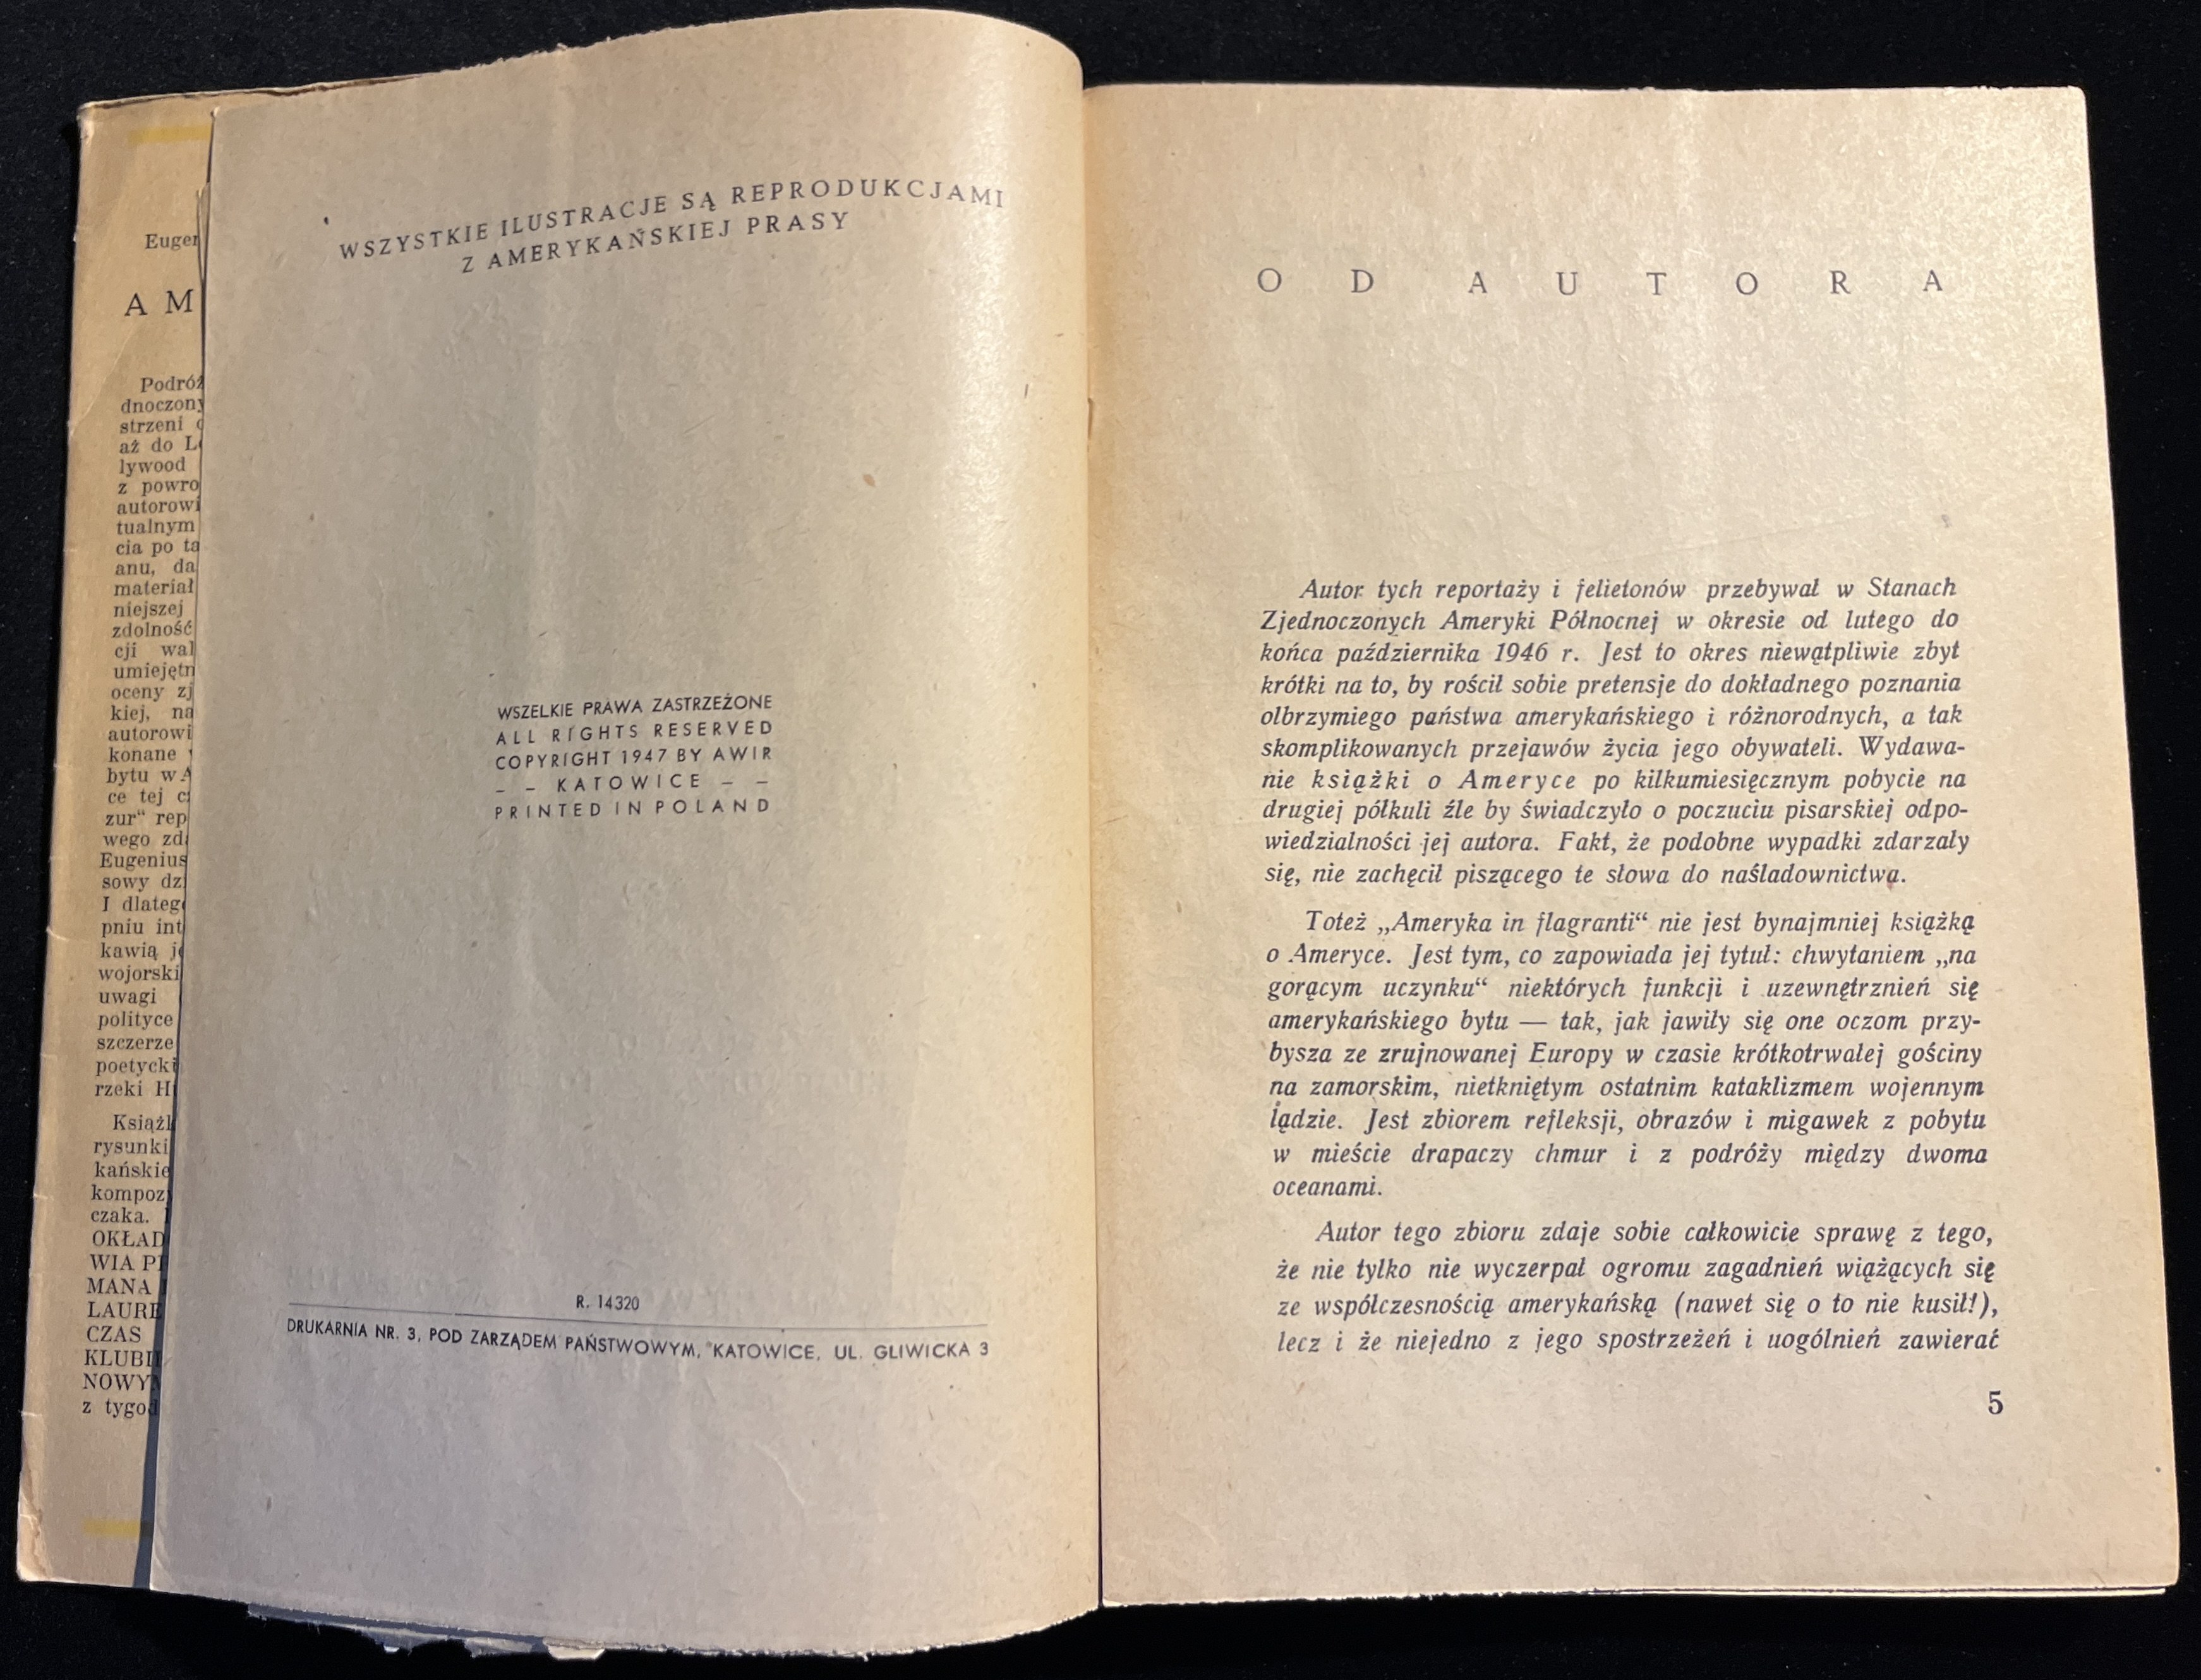 A M
Podró
dnoczony
strzeni
aż do L
lywood
z powro
autorowi
tualnym
cia po ta
anu, da
materiał
niejszej
zdolność
cji wal
umiejętn
oceny zj
kiej, na
autorowi
konane
bytu w A
ce tej c
zur“ rep
wego zd
Eugenius
sowy dz
I dlateg
pniu int
kawią j
wojorski
uwagi
polityce
szczerze
poetycki
rzeki H
Książ
rysunki
kańskie
kompoz
czaka.
OKŁAD
WIA P
MANA
LAURE
CZAS
KLUBI
NOWY
z tygo
WSZYSTKIE ILUSTRACJE SĄ REPRODUKCJAMI
Z AMERYKAŃSKIEJ PRASY
WSZELKIE PRAWA ZASTRZEŻONE
ALL RIGHTS RESERVED
COPYRIGHT 1947 BY AWIR
– – KATOWICE – –
PRINTED IN POLAND
R. 14320
DRUKARNIA NR. 3, POD ZARZĄDEM PAŃSTWOWYM, KATOWICE, UL. GLIWICKA 3
OD AUTORA
Autor tych reportaży i felietonów przebywał w Stanach
Zjednoczonych Ameryki Północnej w okresie od lutego do
końca października 1946 r. Jest to okres niewątpliwie zbyt
krótki na to, by rościł sobie pretensje do dokładnego poznania
olbrzymiego państwa amerykańskiego i różnorodnych, a tak
skomplikowanych przejawów życia jego obywateli. Wydawa-
nie książki o Ameryce po kilkumiesięcznym pobycie na
drugiej półkuli źle by świadczyło o poczuciu pisarskiej odpo-
wiedzialności jej autora. Fakt, że podobne wypadki zdarzały
się, nie zachęcił piszącego te słowa do naśladownictwa.
Toteż „Ameryka in flagranti“ nie jest bynajmniej książką
o Ameryce. Jest tym, co zapowiada jej tytuł: chwytaniem „na
gorącym uczynku“ niektórych funkcji i uzewnętrznień się
amerykańskiego bytu — tak, jak jawiły się one oczom przy-
bysza ze zrujnowanej Europy w czasie krótkotrwałej gościny
na zamorskim, nietkniętym ostatnim kataklizmem wojennym
lądzie. Jest zbiorem refleksji, obrazów i migawek z pobytu
w mieście drapaczy chmur i z podróży między dwoma
oceanami.
Autor tego zbioru zdaje sobie całkowicie sprawę z tego,
że nie tylko nie wyczerpał ogromu zagadnień wiążących się
ze współczesnością amerykańską (nawet się o to nie kusił!),
lecz i że niejedno z jego spostrzeżeń i uogólnień zawierać
5